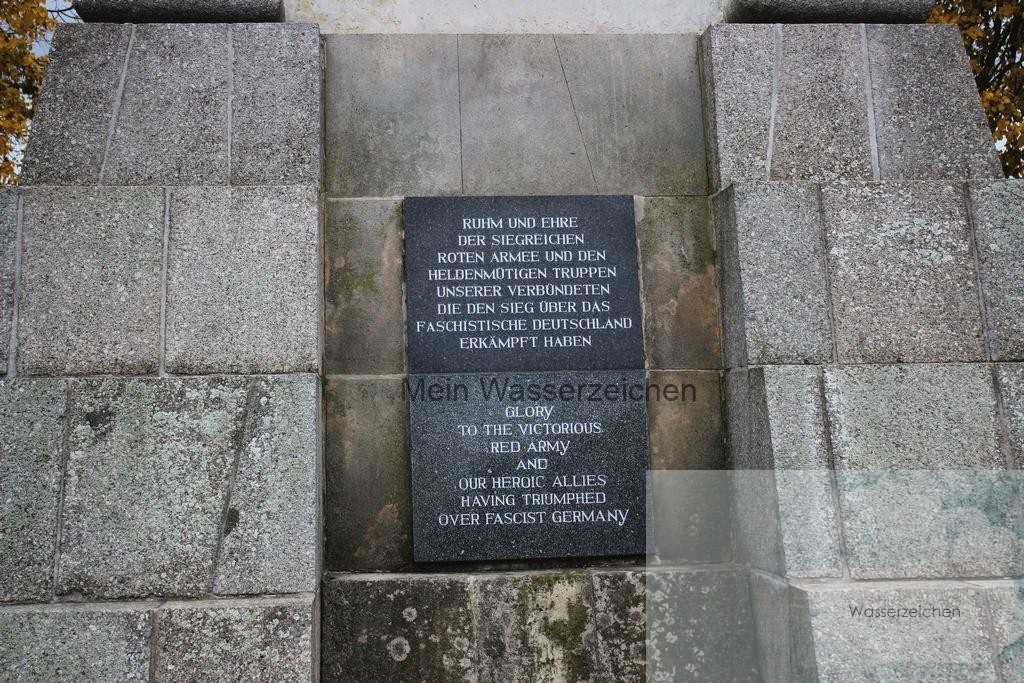 RUHM UND EHRE
DER SIEGREICHEN
ROTEN ARMEE UND DEN
HELDENMÜTIGEN TRUPPEN
UNSERER VERBÜNDETEN
DIE DEN SIEG ÜBER DAS
FASCHISTISCHE DEUTSCHLAND
ERKÄMPFT HABEN
Mein Wasserzeichen
GLORY
TO THE VICTORIOUS
RED ARMY
AND
OUR HEROIC ALLIES
HAVING TRIUMPHED
OVER FASCIST GERMANY
Wasserzeichen